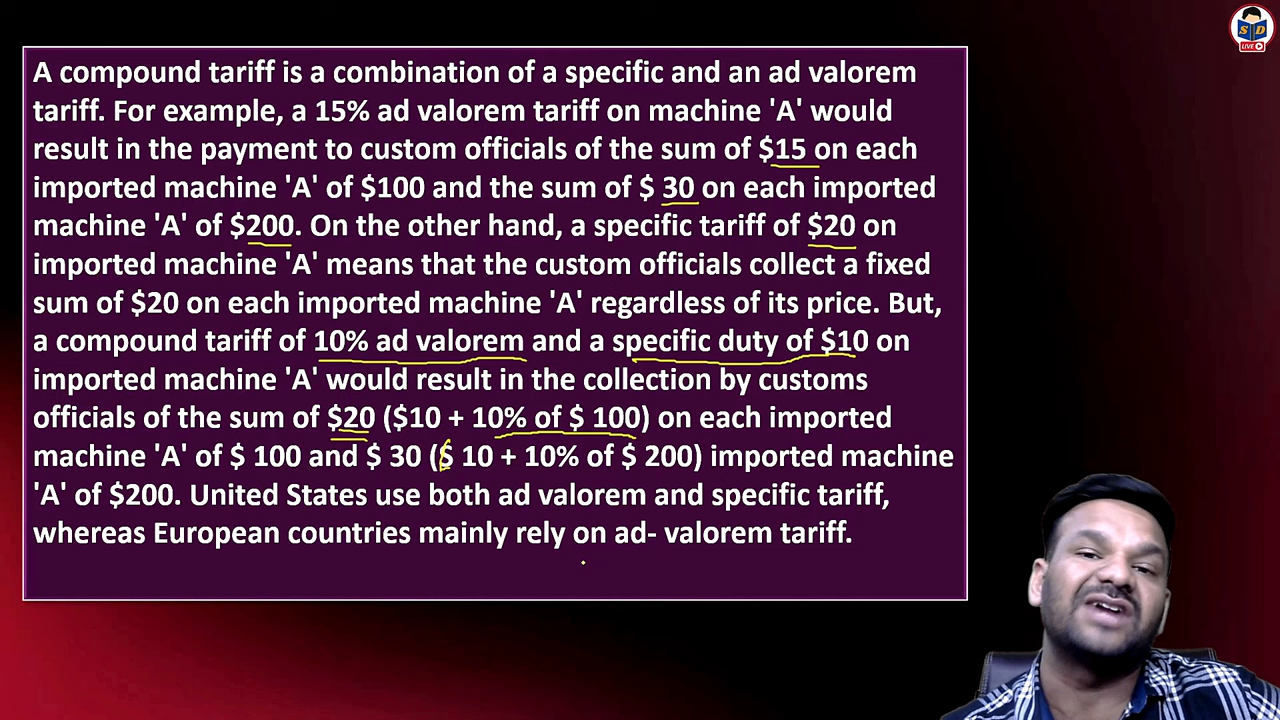 A compound tariff is a combination of a specific and an ad valorem
tariff. For example, a 15% ad valorem tariff on machine 'A' would
result in the payment to custom officials of the sum of $15 on each
imported machine 'A' of $100 and the sum of $ 30 on each imported
machine 'A' of $200. On the other hand, a specific tariff of $20 on
imported machine 'A' means that the custom officials collect a fixed
sum of $20 on each imported machine 'A' regardless of its price. But,
a compound tariff of 10% ad valorem and a specific duty of $10 on
imported machine 'A' would result in the collection by customs
officials of the sum of $20 ($10 + 10% of $ 100) on each imported
machine 'A' of $ 100 and $ 30 ($ 10 + 10% of $ 200) imported machine
'A' of $200. United States use both ad valorem and specific tariff,
whereas European countries mainly rely on ad- valorem tariff.
S D
LIVE